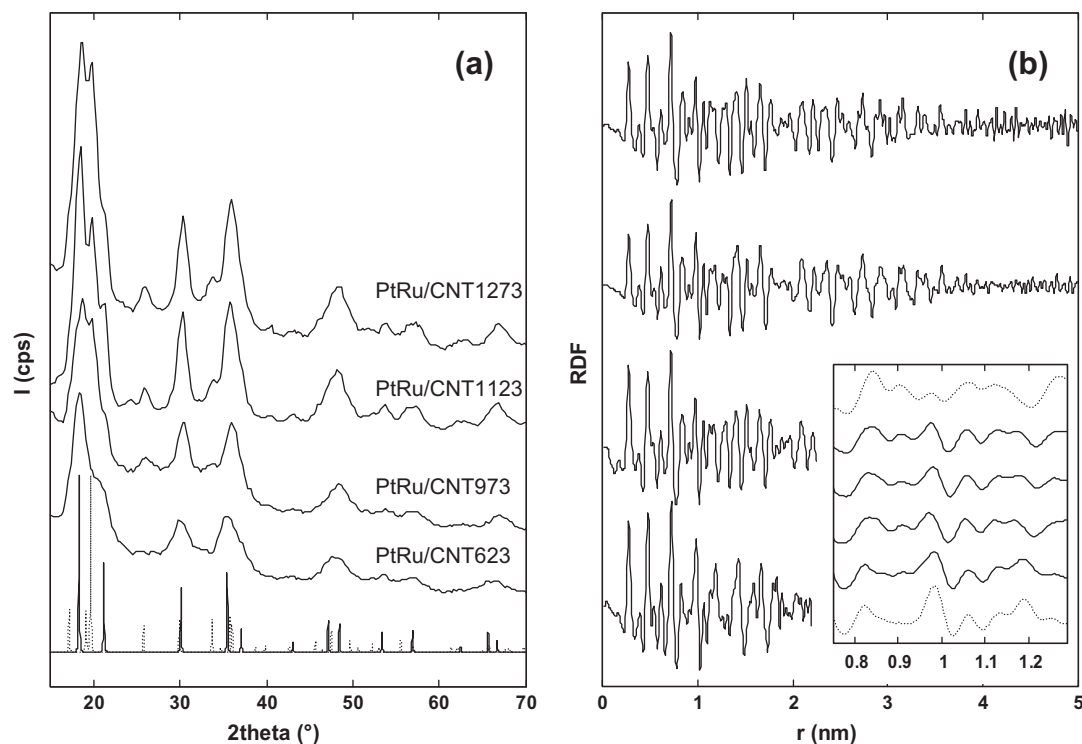 (a)
PtRu/CNT1273
PtRu/CNT1123
PtRu/CNT973
PtRu/CNT623
I (cps)
20 30 40 50 60 70
2theta (°)
(b)
RDF
0.8 0.9 1 1.1 1.2
0 1 2 3 4 5
r (nm)